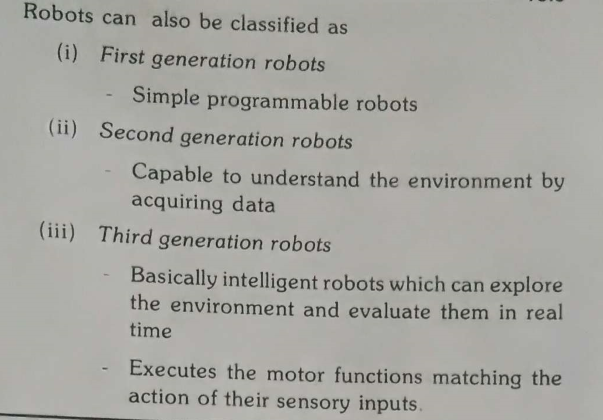 Robots can also be classified as
(i) First generation robots
- Simple programmable robots
(ii) Second generation robots
- Capable to understand the environment by
acquiring data
(iii) Third generation robots
- Basically intelligent robots which can explore
the environment and evaluate them in real
time
- Executes the motor functions matching the
action of their sensory inputs.